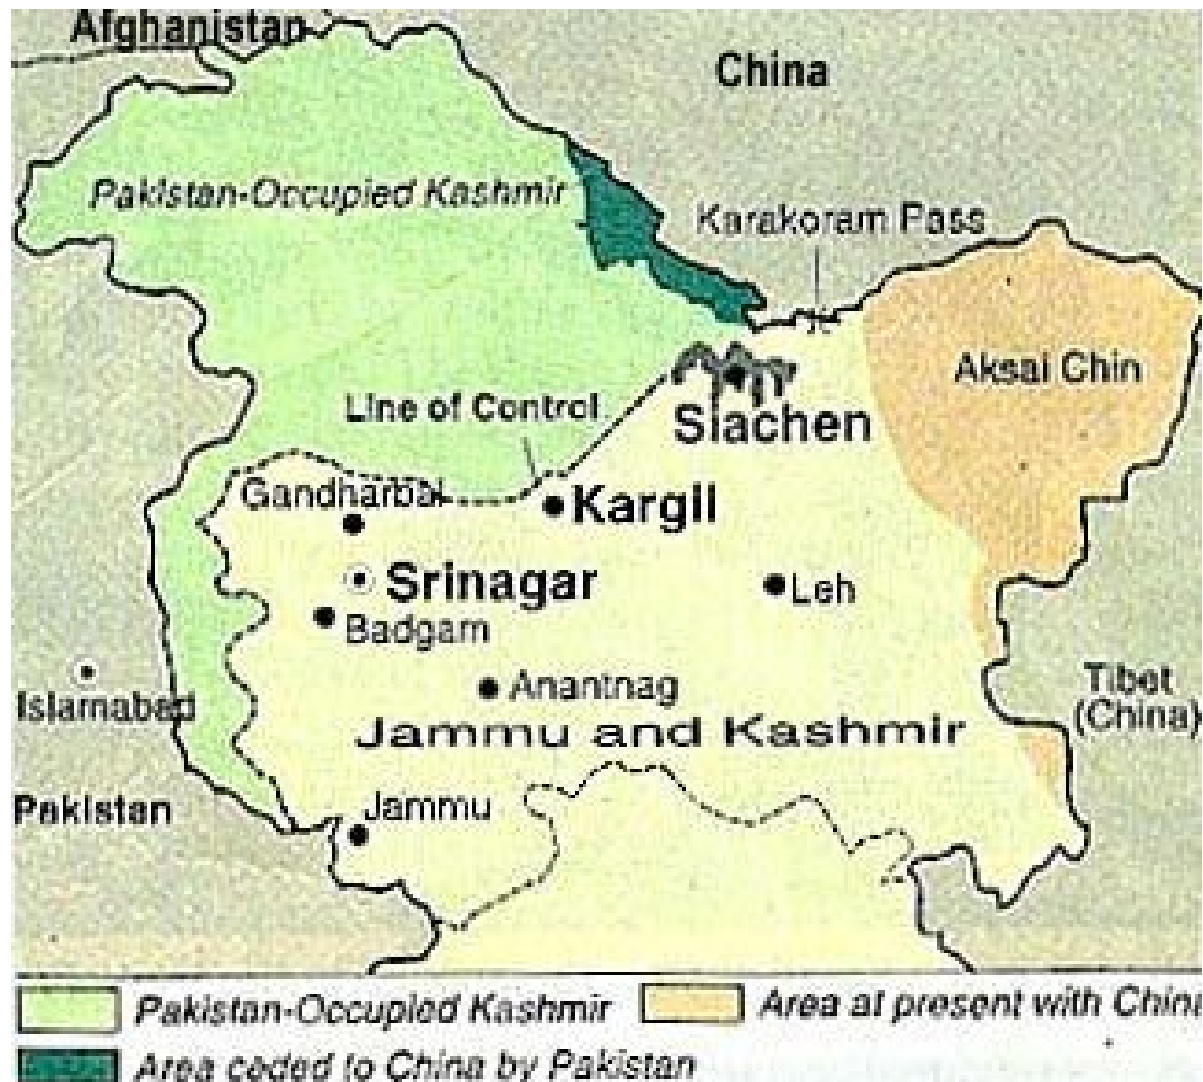 Afghanistan
China
Pakistan-Occupied Kashmir
Karakoram Pass
Aksai Chin
Line of Control
Siachen
Gandharbal
Kargil
Srinagar
Leh
Badgam
Anantnag
Islamabad
Tibet
(China)
Jammu and Kashmir
Pakistan
Jammu
Pakistan-Occupied Kashmir
Area at present with China
Area ceded to China by Pakistan